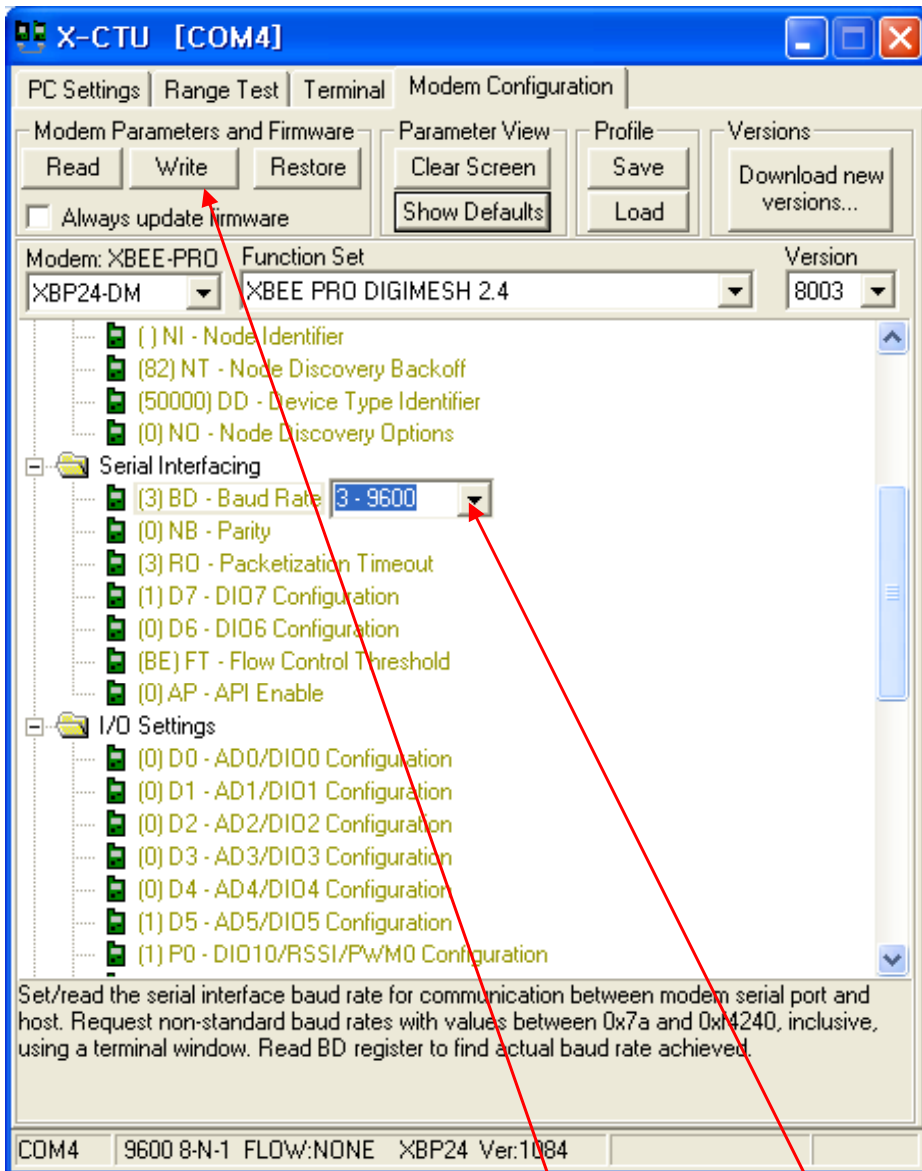 X-CTU [COM4]
PC Settings Range Test Terminal Modem Configuration
Modem Parameters and Firmware Parameter View Profile Versions
Read Write Restore Clear Screen Save Download new versions...
Always update firmware Show Defaults Load
Modem: XBEE-PRO Function Set Version
XBP24-DM XBEE PRO DIGIMESH 2.4 8003
( ) NI - Node Identifier
(82) NT - Node Discovery Backoff
(50000) DD - Device Type Identifier
(0) NO - Node Discovery Options
Serial Interfacing
(3) BD - Baud Rate 3 - 9600
(0) NB - Parity
(3) RO - Packetization Timeout
(1) D7 - DIO7 Configuration
(0) D6 - DIO6 Configuration
(BE) FT - Flow Control Threshold
(0) AP - API Enable
I/O Settings
(0) D0 - AD0/DIO0 Configuration
(0) D1 - AD1/DIO1 Configuration
(0) D2 - AD2/DIO2 Configuration
(0) D3 - AD3/DIO3 Configuration
(0) D4 - AD4/DIO4 Configuration
(1) D5 - AD5/DIO5 Configuration
(1) P0 - DIO10/RSSI/PWM0 Configuration
Set/read the serial interface baud rate for communication between modem serial port and
host. Request non-standard baud rates with values between 0x7a and 0xf4240, inclusive,
using a terminal window. Read BD register to find actual baud rate achieved.
COM4 9600 8-N-1 FLOW:NONE XBP24 Ver:1084